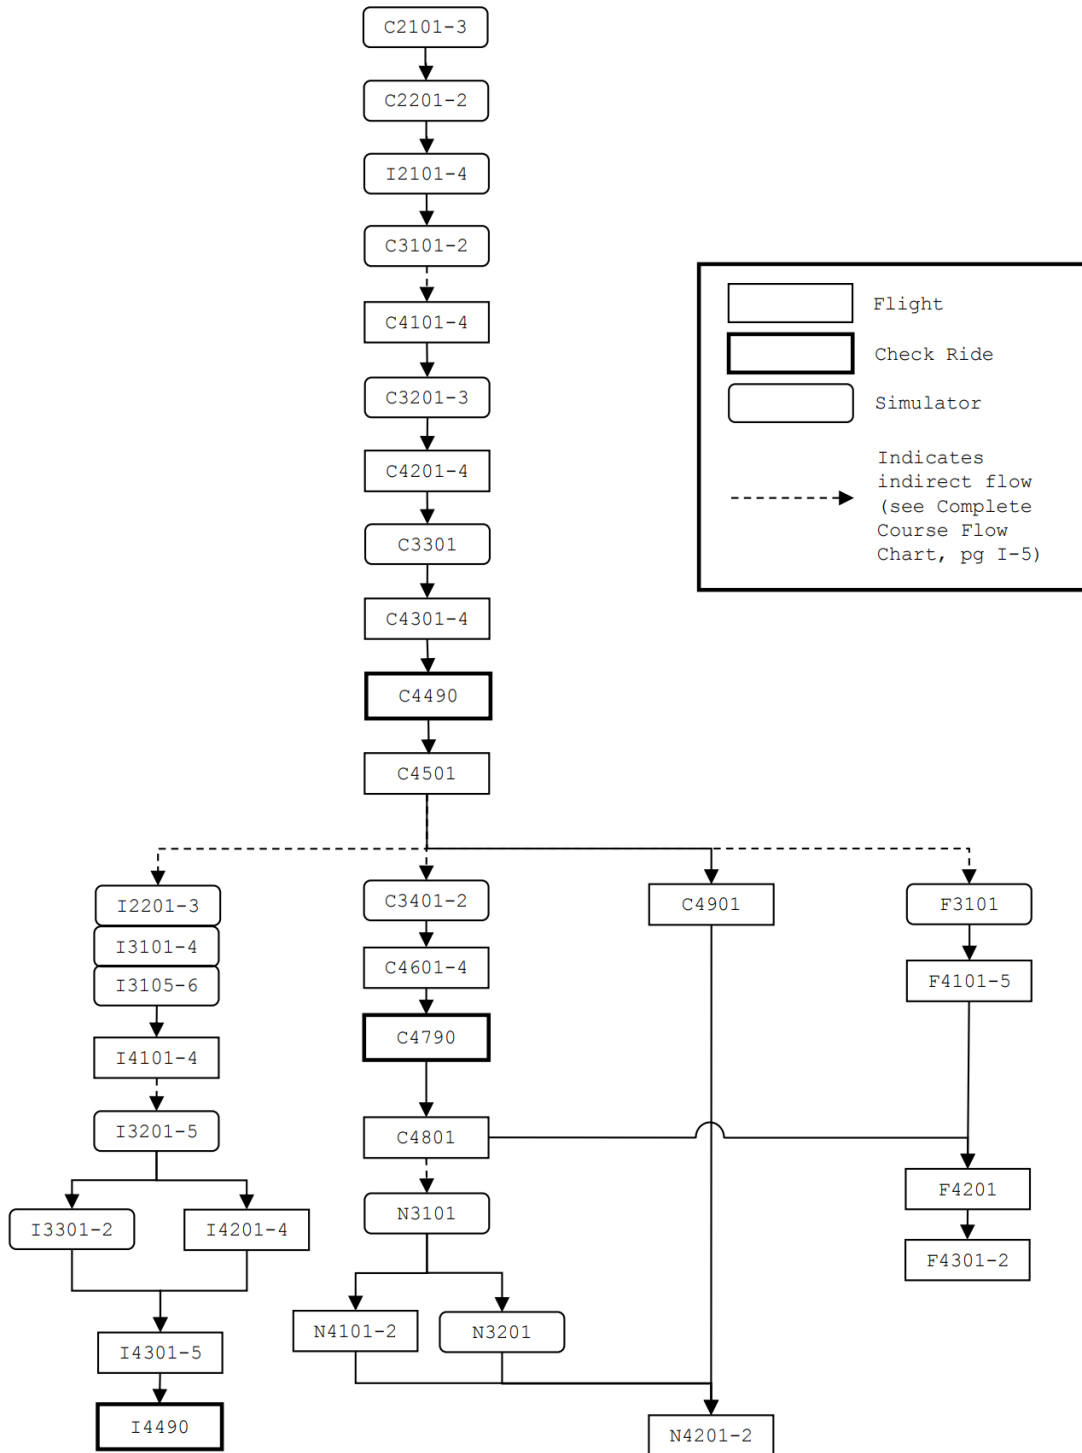 C2101-3
C2201-2
I2101-4
C3101-2
C4101-4
C3201-3
C4201-4
C3301
C4301-4
C4490
C4501
Flight
Check Ride
Simulator
Indicates
indirect flow
(see Complete
Course Flow
Chart, pg I-5)
I2201-3
I3101-4
I3105-6
I4101-4
I3201-5
I3301-2
I4201-4
I4301-5
I4490
C3401-2
C4601-4
C4790
C4801
N3101
N4101-2
N3201
C4901
N4201-2
F3101
F4101-5
F4201
F4301-2